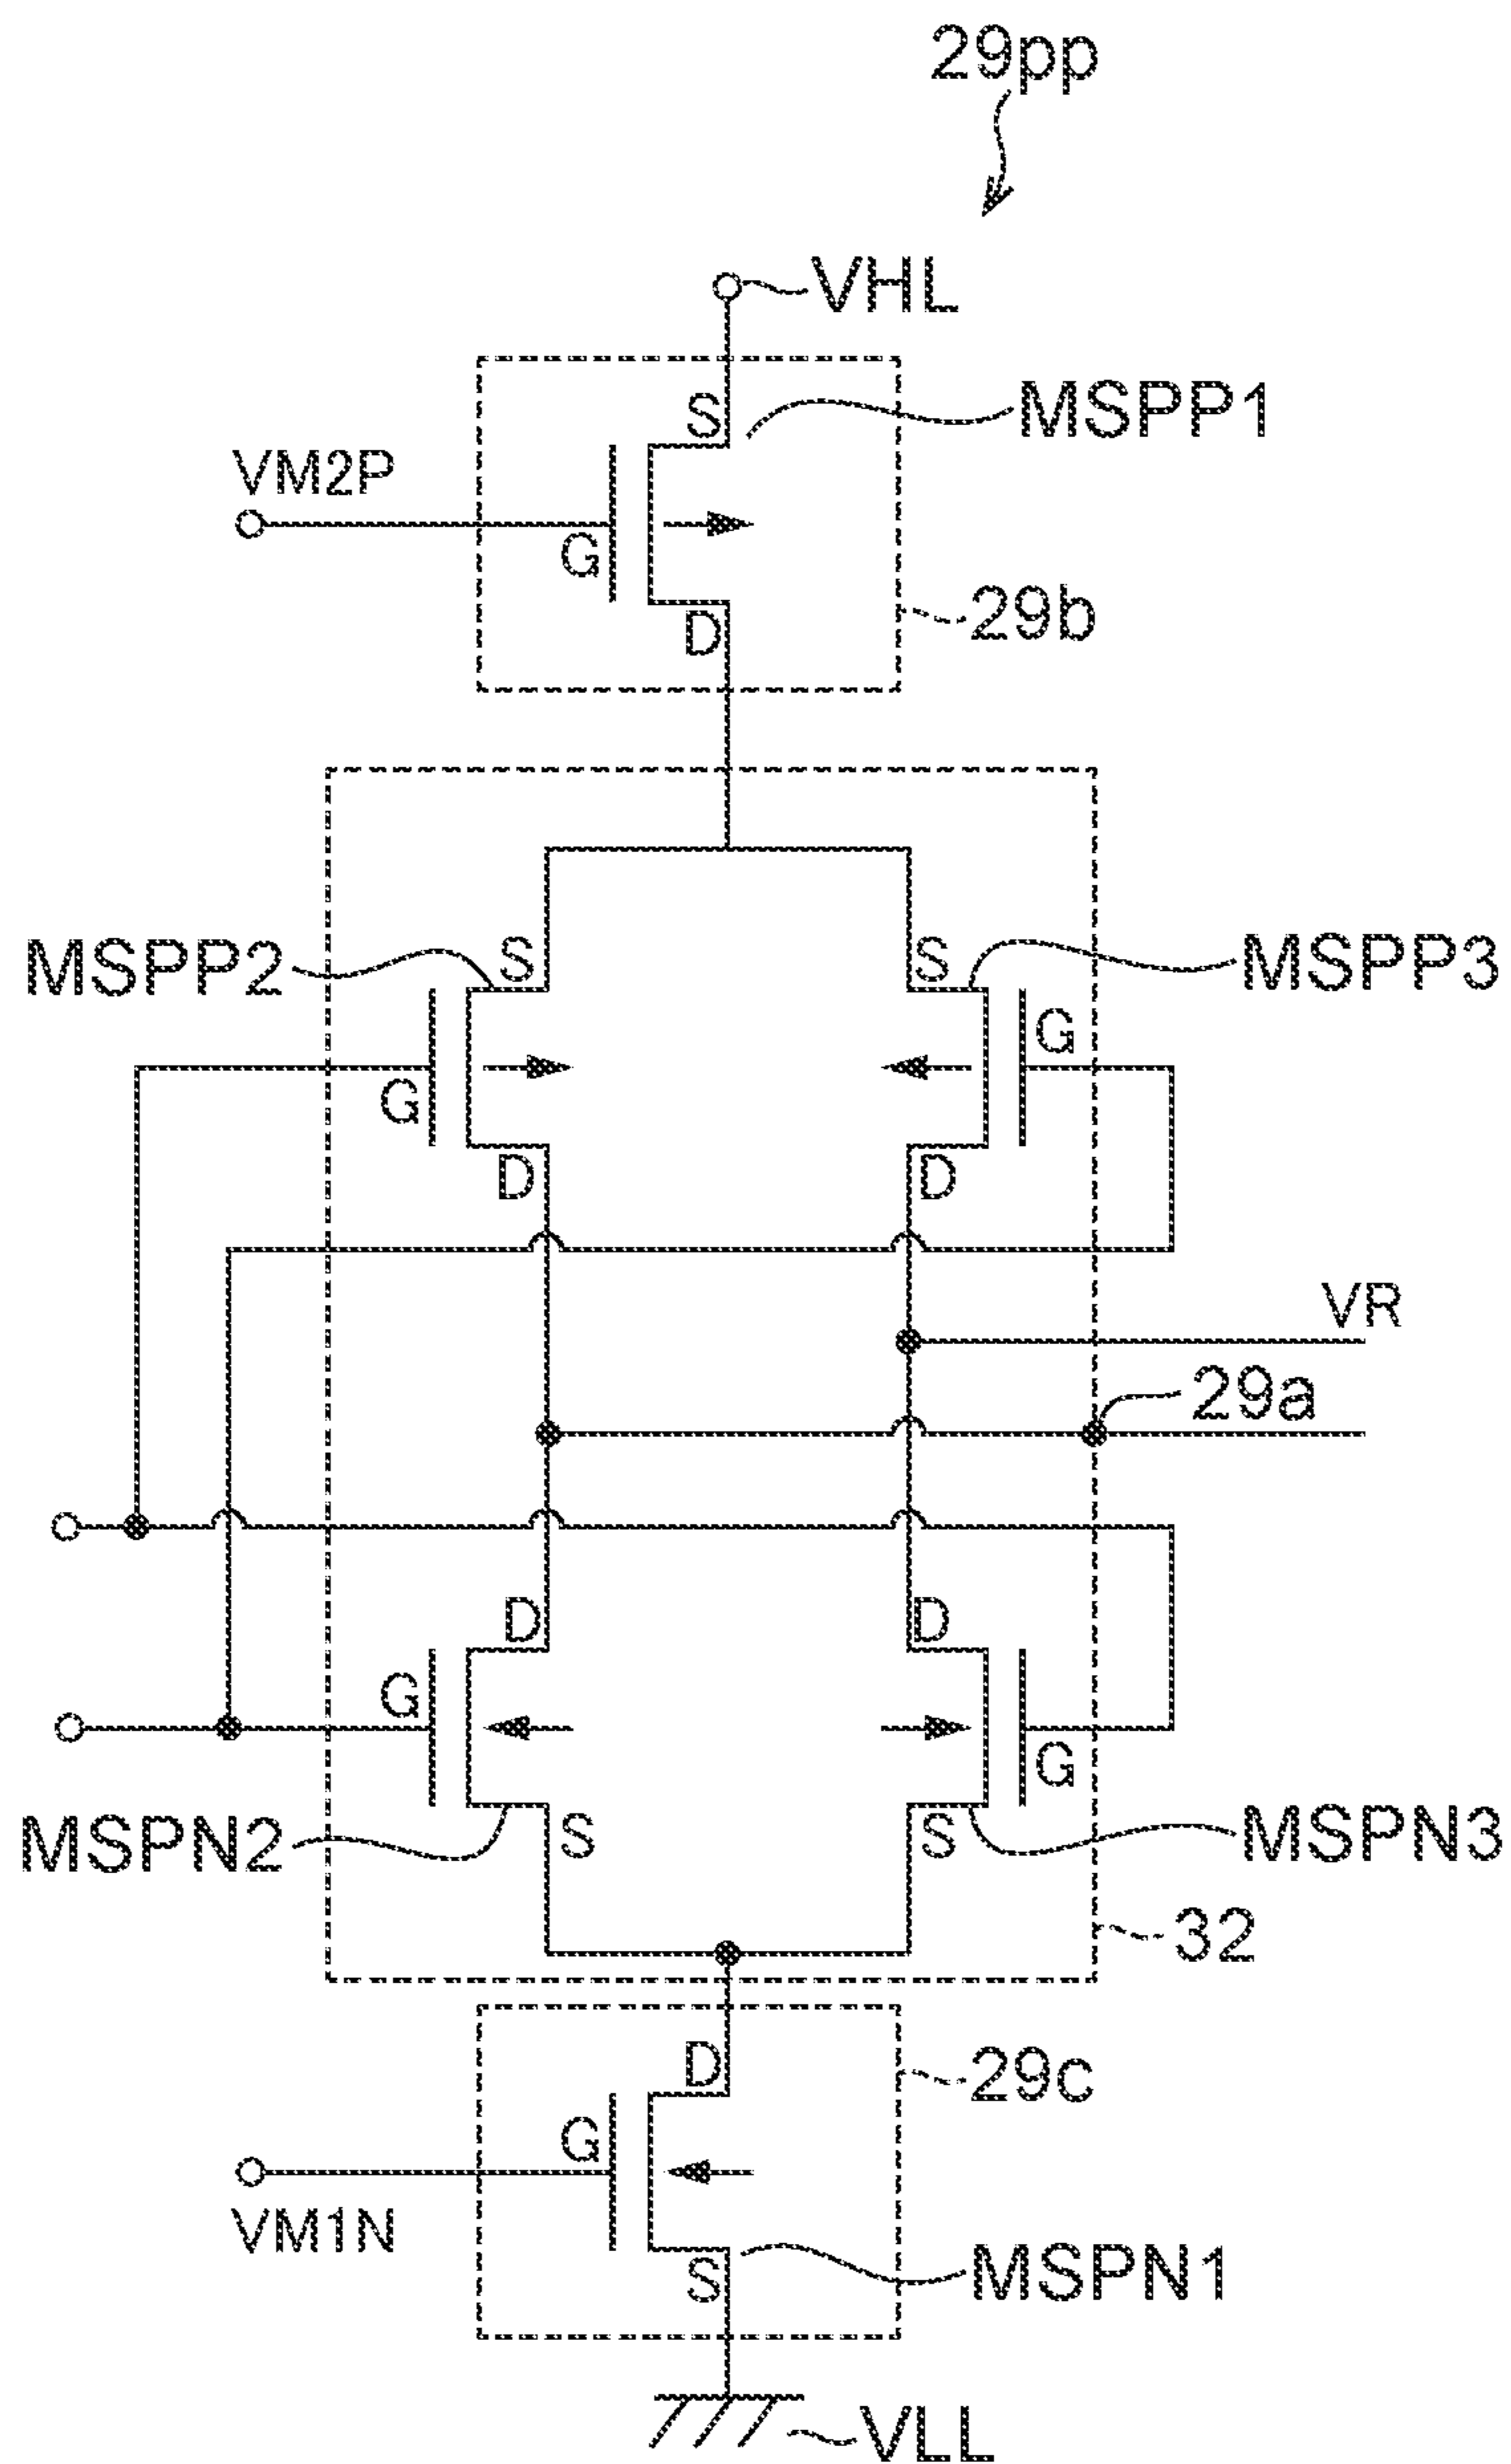 29pp
VHL
S
MSPP1
VM2P
G
D
29b
MSPP2
S
S
MSPP3
G
G
D
D
VR
29a
D
D
G
G
MSPN2
S
S
MSPN3
32
D
29c
G
VM1N
S
MSPN1
VLL